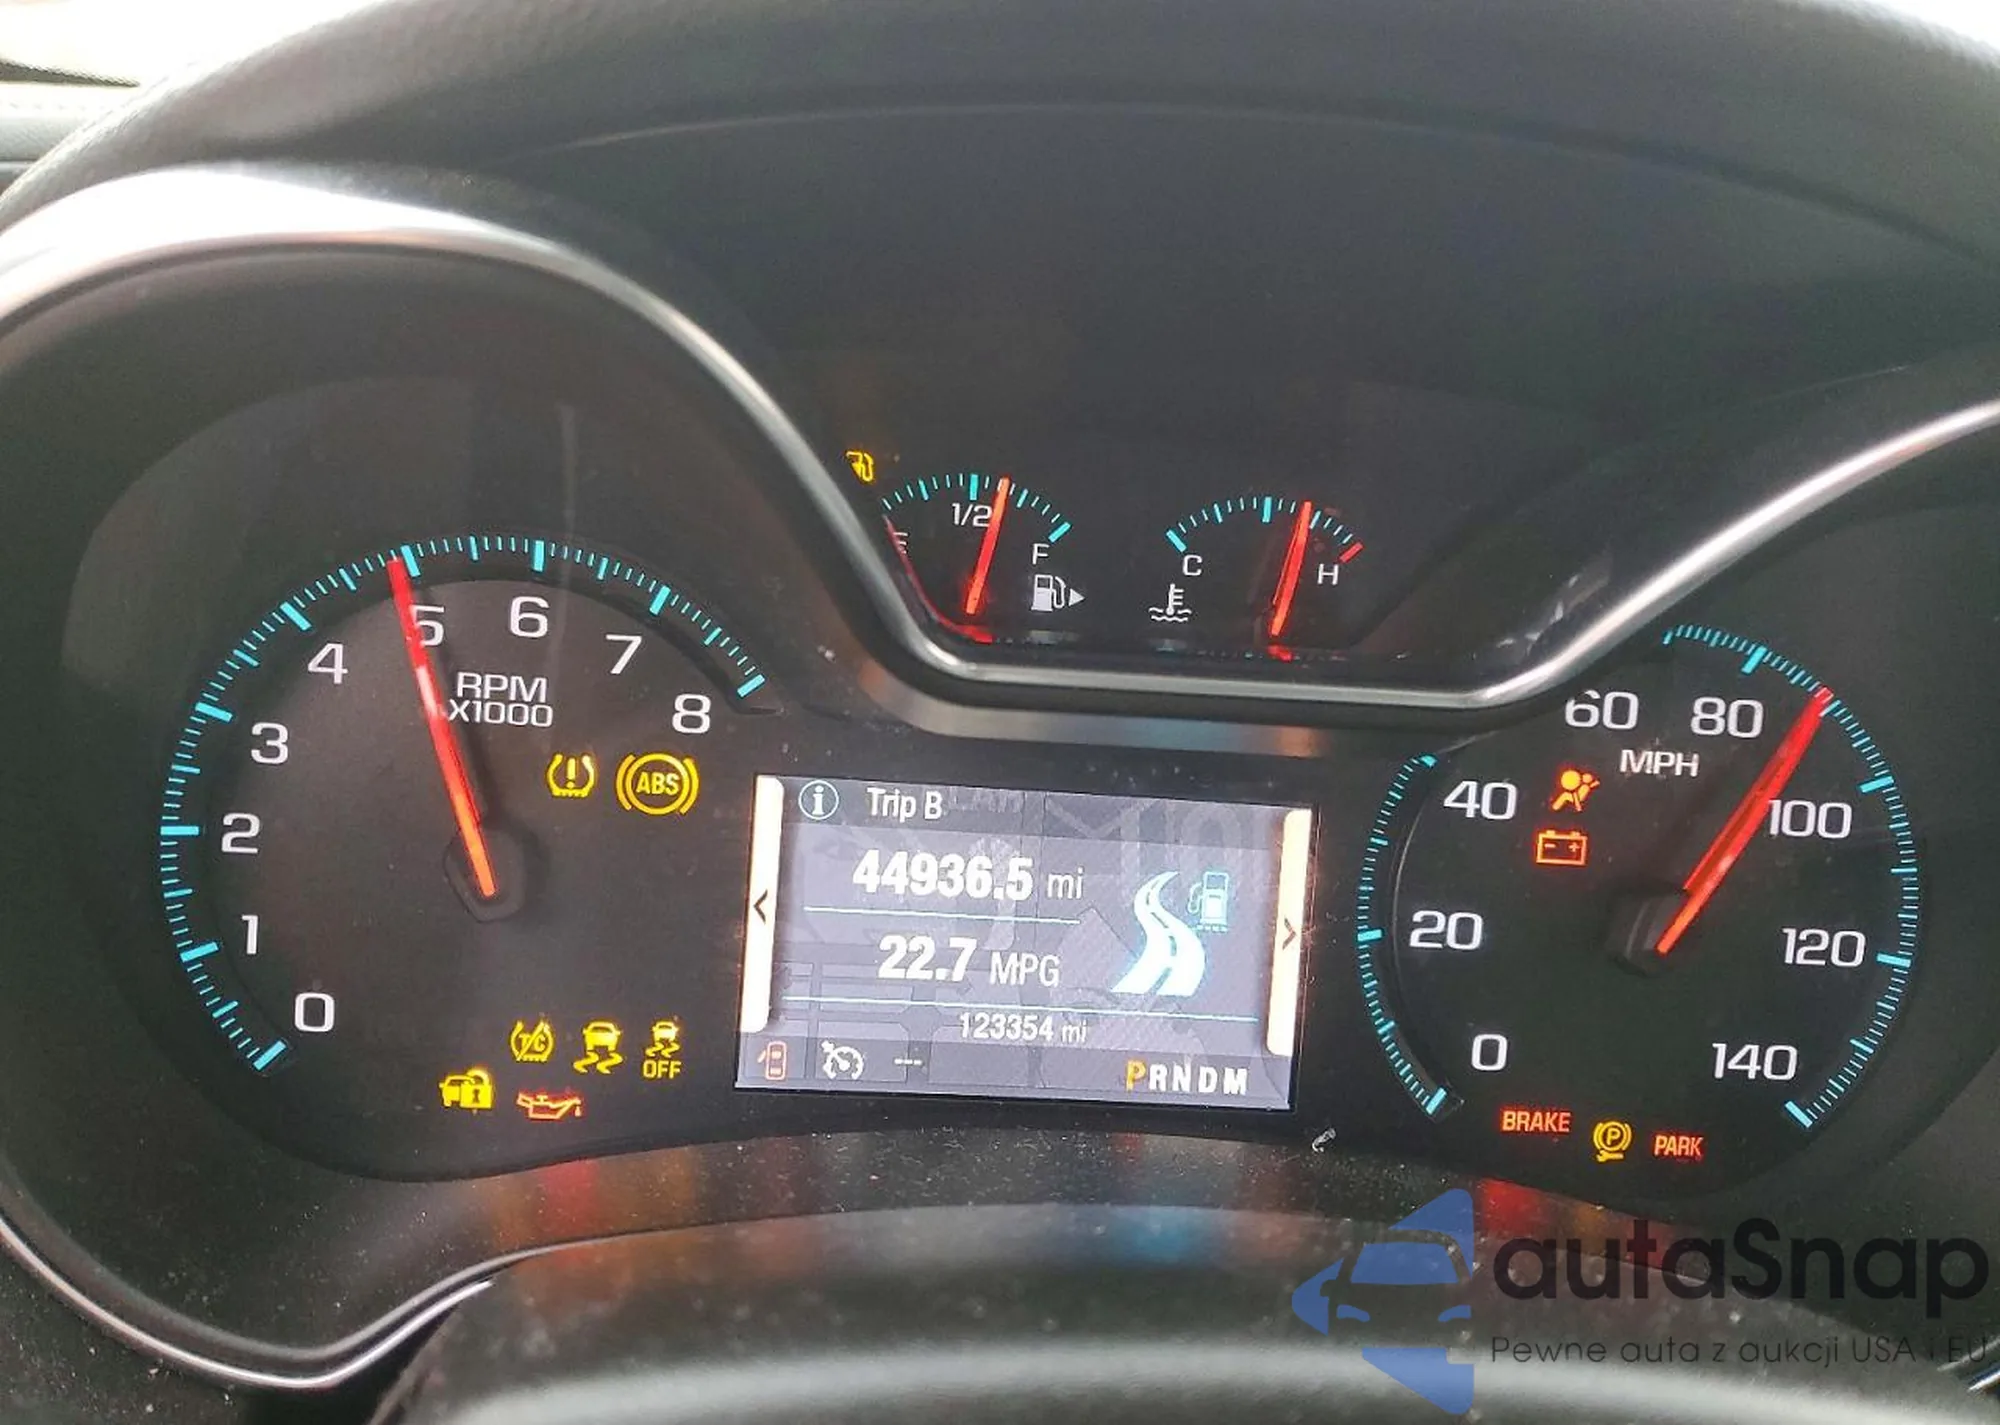 1/2
E
F
C
H
0
1
2
3
4
5
6
7
8
RPM
X1000
ABS
Trip B
44936.5 mi
22.7 MPG
123354 mi
---
PRNDM
T/C
OFF
0
20
40
60
80
100
120
140
MPH
BRAKE
P
PARK
autaSnap
Pewne auta z aukcji USA i EU